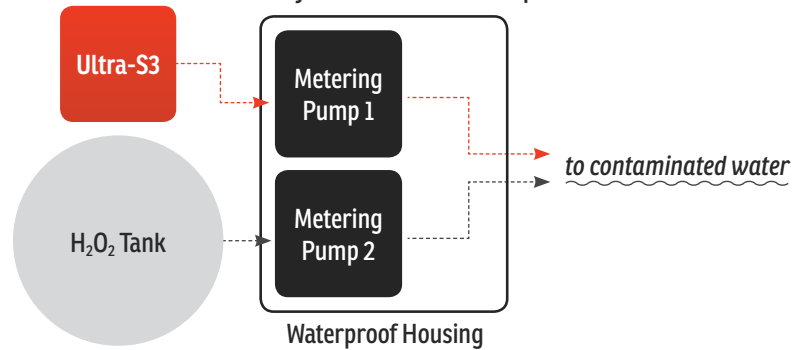 Ultra-S3
Metering
Pump 1
to contaminated water
H₂O₂ Tank
Metering
Pump 2
Waterproof Housing